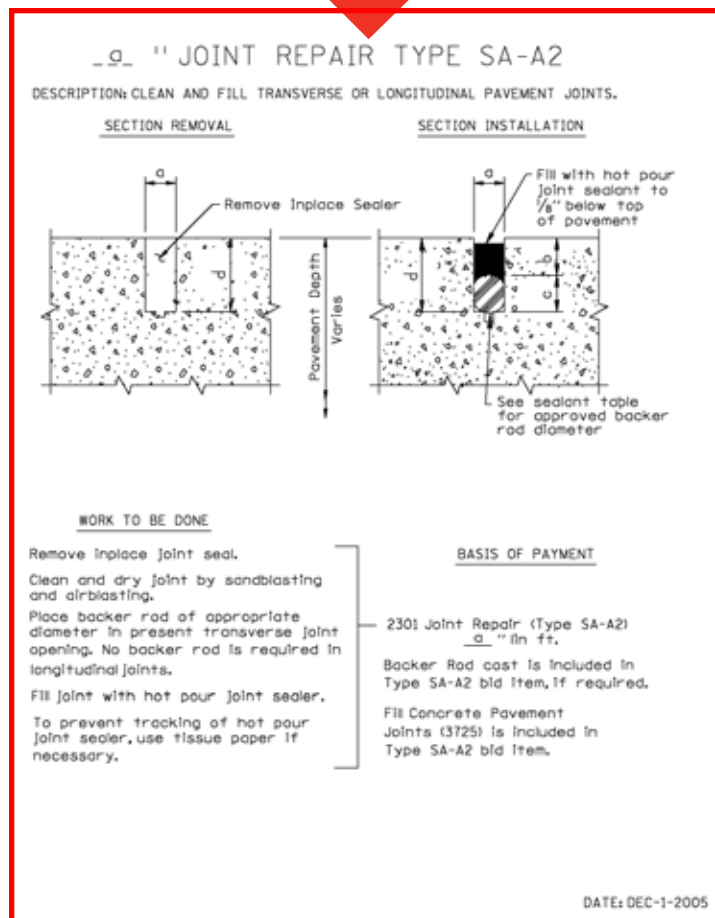 _a_ " JOINT REPAIR TYPE SA-A2
DESCRIPTION: CLEAN AND FILL TRANSVERSE OR LONGITUDINAL PAVEMENT JOINTS.
SECTION REMOVAL
a
Remove Inplace Sealer
d
Pavement Depth
Varies
SECTION INSTALLATION
a
Fill with hot pour
joint sealant to
1/8" below top
of pavement
d
b
c
See sealant table
for approved backer
rod diameter
WORK TO BE DONE
Remove inplace joint seal.
Clean and dry joint by sandblasting
and airblasting.
Place backer rod of appropriate
diameter in present transverse joint
opening. No backer rod is required in
longitudinal joints.
Fill joint with hot pour joint sealer.
To prevent tracking of hot pour
joint sealer, use tissue paper if
necessary.
BASIS OF PAYMENT
2301 Joint Repair (Type SA-A2)
_a_ " lin ft.
Backer Rod cost is included in
Type SA-A2 bid item, if required.
Fill Concrete Pavement
Joints (3725) is included in
Type SA-A2 bid item.
DATE: DEC-1-2005